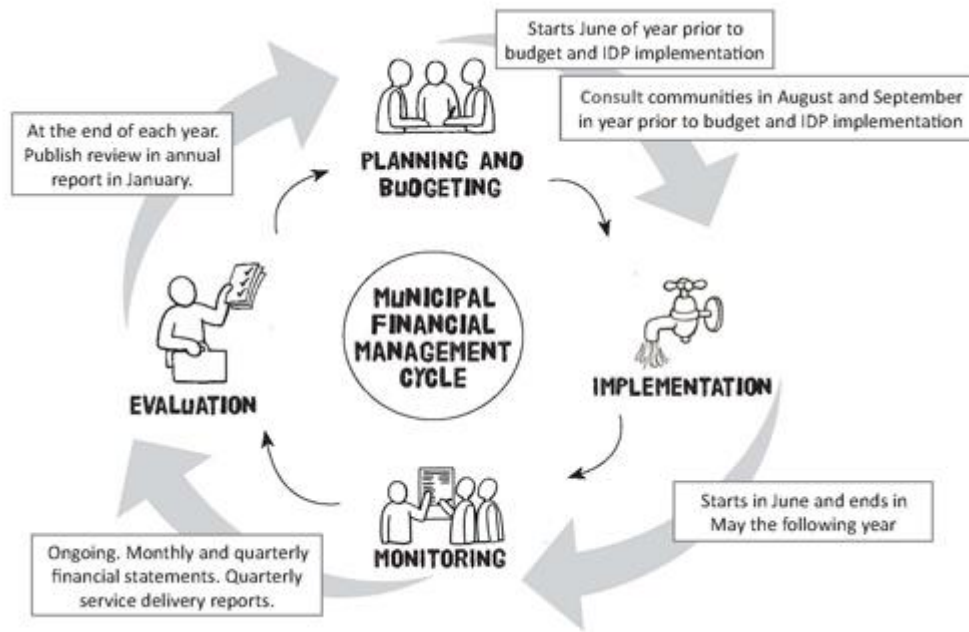 Starts June of year prior to
budget and IDP implementation
Consult communities in August and September
in year prior to budget and IDP implementation
At the end of each year.
Publish review in annual
report in January.
PLANNING AND
BUDGETING
MUNICIPAL
FINANCIAL
MANAGEMENT
CYCLE
IMPLEMENTATION
EVALUATION
Starts in June and ends in
May the following year
MONITORING
Ongoing. Monthly and quarterly
financial statements. Quarterly
service delivery reports.